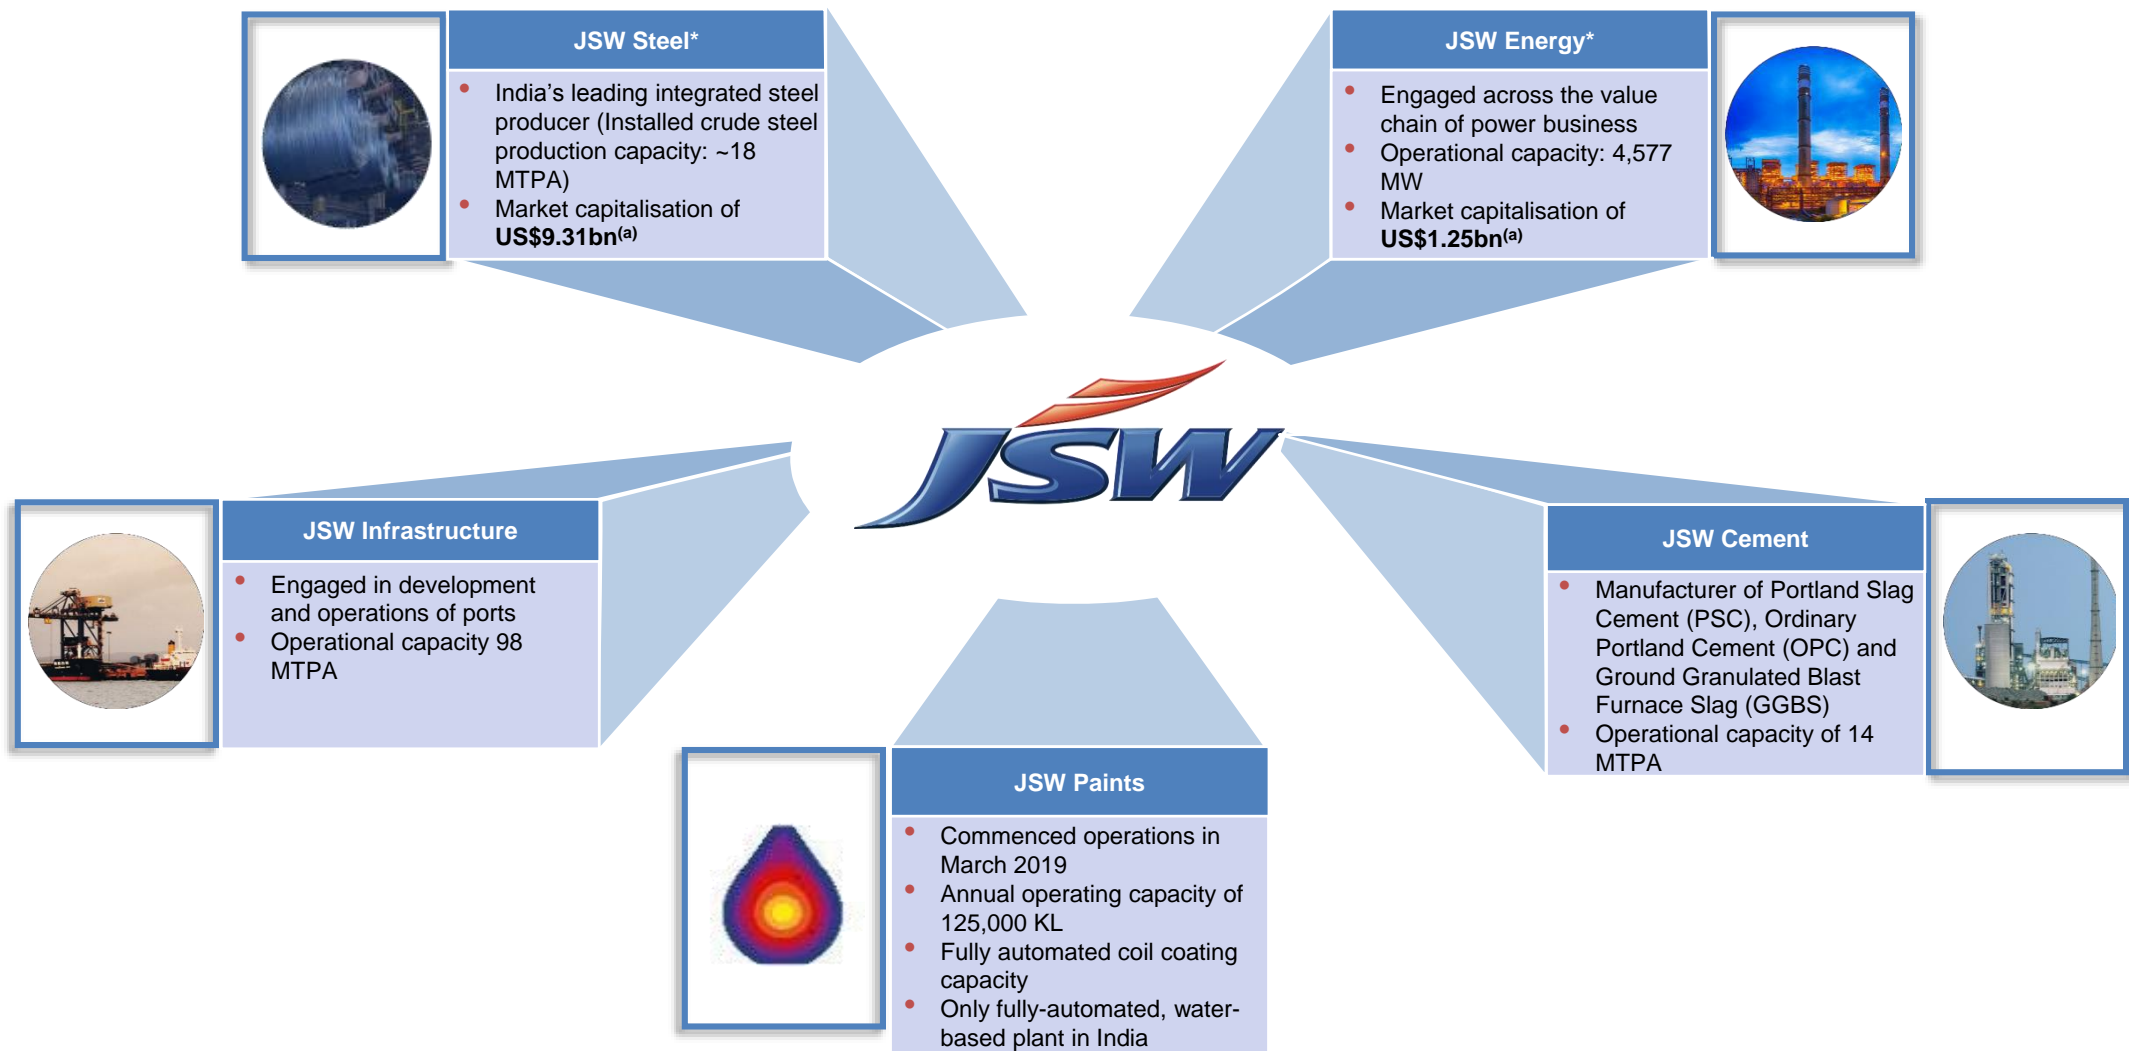 JSW Steel*
• India's leading integrated steel
producer (Installed crude steel
production capacity: ~18
MTPA)
• Market capitalisation of
US$9.31bn(a)
JSW Energy*
• Engaged across the value
chain of power business
• Operational capacity: 4,577
MW
• Market capitalisation of
US$1.25bn(a)
JSW
JSW Infrastructure
• Engaged in development
and operations of ports
• Operational capacity 98
MTPA
JSW Cement
• Manufacturer of Portland Slag
Cement (PSC), Ordinary
Portland Cement (OPC) and
Ground Granulated Blast
Furnace Slag (GGBS)
• Operational capacity of 14
MTPA
JSW Paints
• Commenced operations in
March 2019
• Annual operating capacity of
125,000 KL
• Fully automated coil coating
capacity
• Only fully-automated, water-
based plant in India